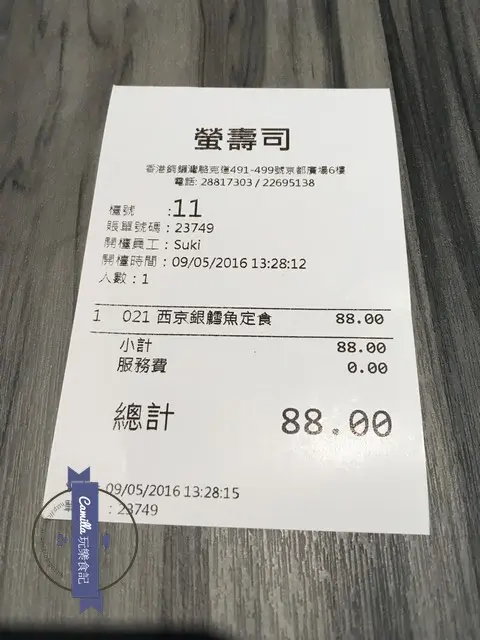 螢壽司
香港銅鑼灣駱克道491-499號京都廣場6樓
電話: 28817303 / 22695138
檯號 :11
賬單號碼：23749
開檯員工：Suki
開檯時間：09/05/2016 13:28:12
人數：1
1 021 西京銀鱈魚定食 88.00
小計 88.00
服務費 0.00
總計 88.00
09/05/2016 13:28:15
: 23749
Camilla 玩樂食記